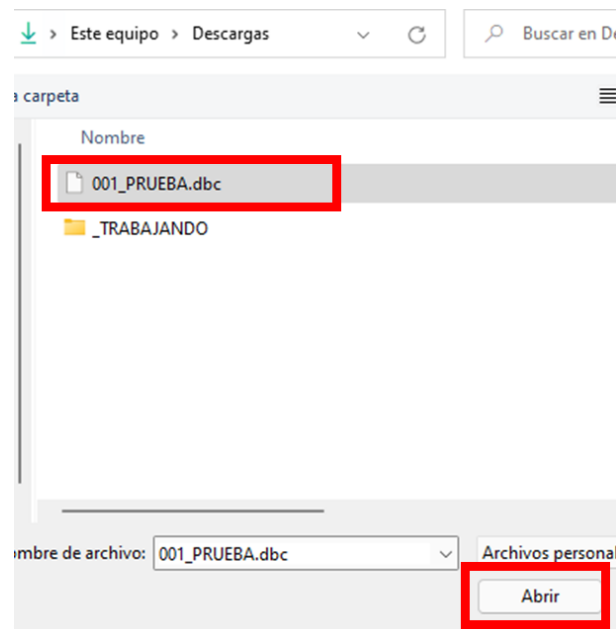 Este equipo > Descargas
Buscar en De
a carpeta
Nombre
001_PRUEBA.dbc
_TRABAJANDO
ombre de archivo: 001_PRUEBA.dbc
Archivos personal
Abrir